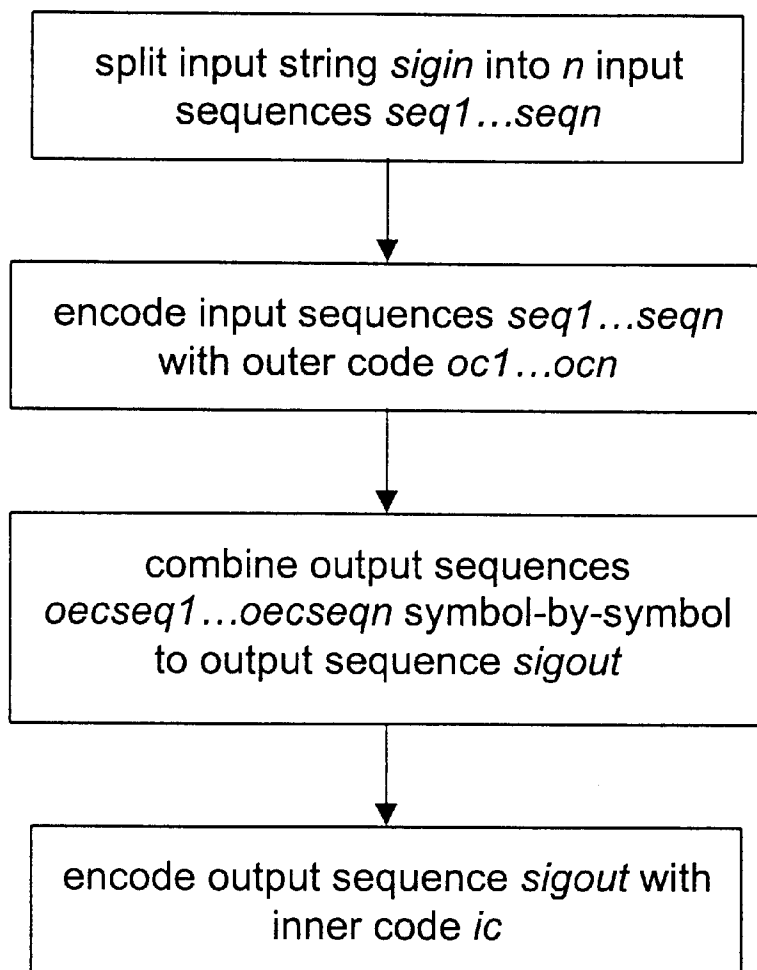 split input string sigin into n input
sequences seq1...seqn
encode input sequences seq1...seqn
with outer code oc1...ocn
combine output sequences
oecseq1...oecseqn symbol-by-symbol
to output sequence sigout
encode output sequence sigout with
inner code ic